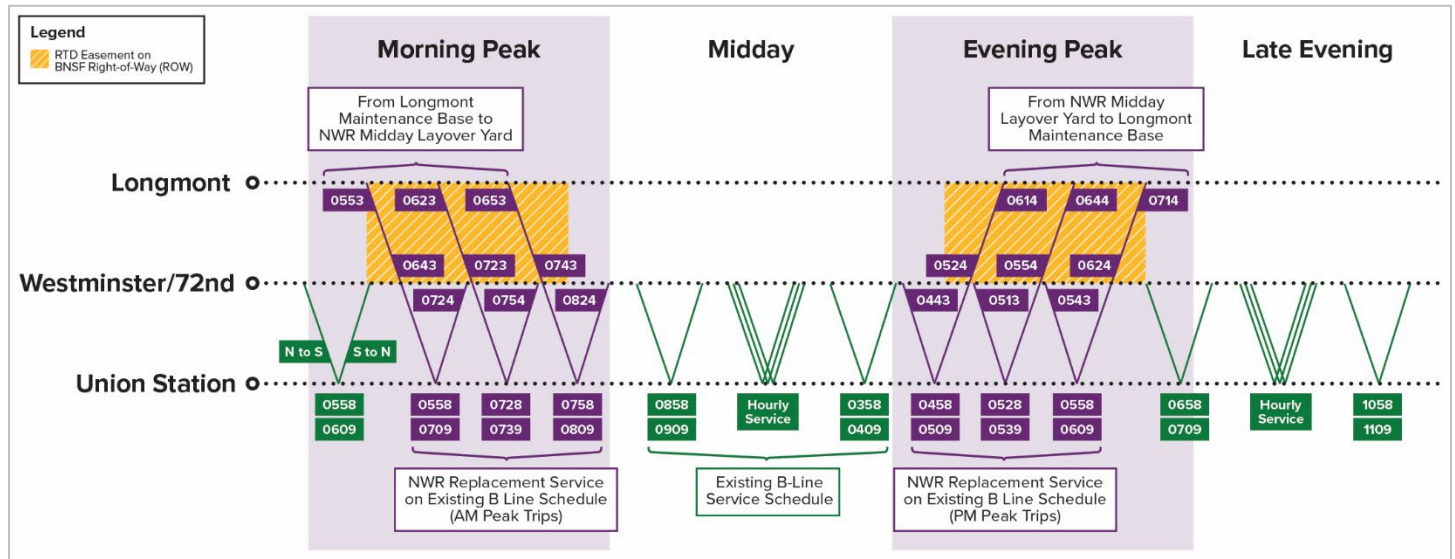 Legend
RTD Easement on
BNSF Right-of-Way (ROW)
Morning Peak
Midday
Evening Peak
Late Evening
From Longmont
Maintenance Base to
NWR Midday Layover Yard
From NWR Midday
Layover Yard to Longmont
Maintenance Base
Longmont
0553 0623 0653
0614 0644 0714
0643 0723 0743
0524 0554 0624
Westminster/72nd
0724 0754 0824
0443 0513 0543
N to S S to N
Union Station
0558 0558 0728 0758 0858 Hourly 0358 0458 0528 0558 0658 Hourly 1058
0609 0709 0739 0809 0909 Service 0409 0509 0539 0609 0709 Service 1109
NWR Replacement Service
on Existing B Line Schedule
(AM Peak Trips)
Existing B-Line
Service Schedule
NWR Replacement Service
on Existing B Line Schedule
(PM Peak Trips)